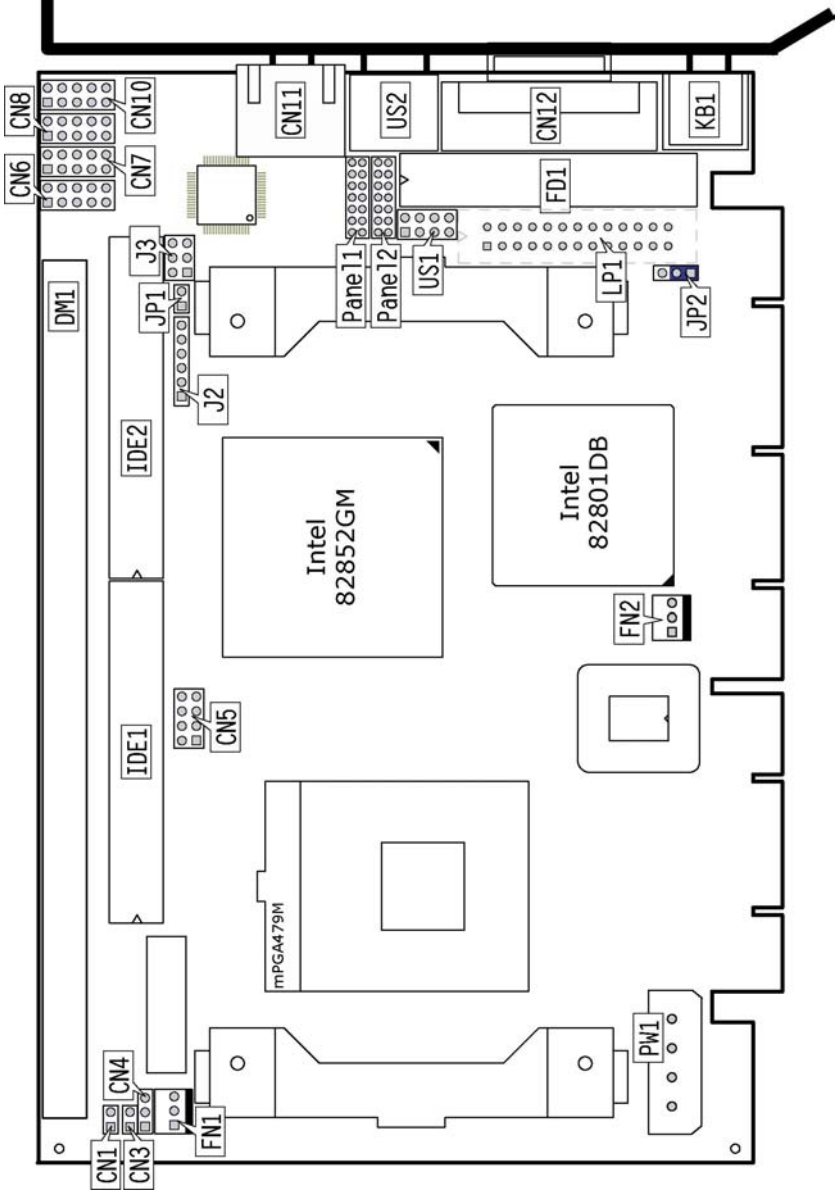 CN8
CN10
CN6
CN7
CN11
US2
CN12
KB1
FD1
J3
JP1
DM1
Panel1
Panel2
US1
LP1
JP2
J2
IDE2
Intel
82852GM
Intel
82801DB
FN2
CN5
IDE1
mPGA479M
PW1
CN4
FN1
CN1
CN3